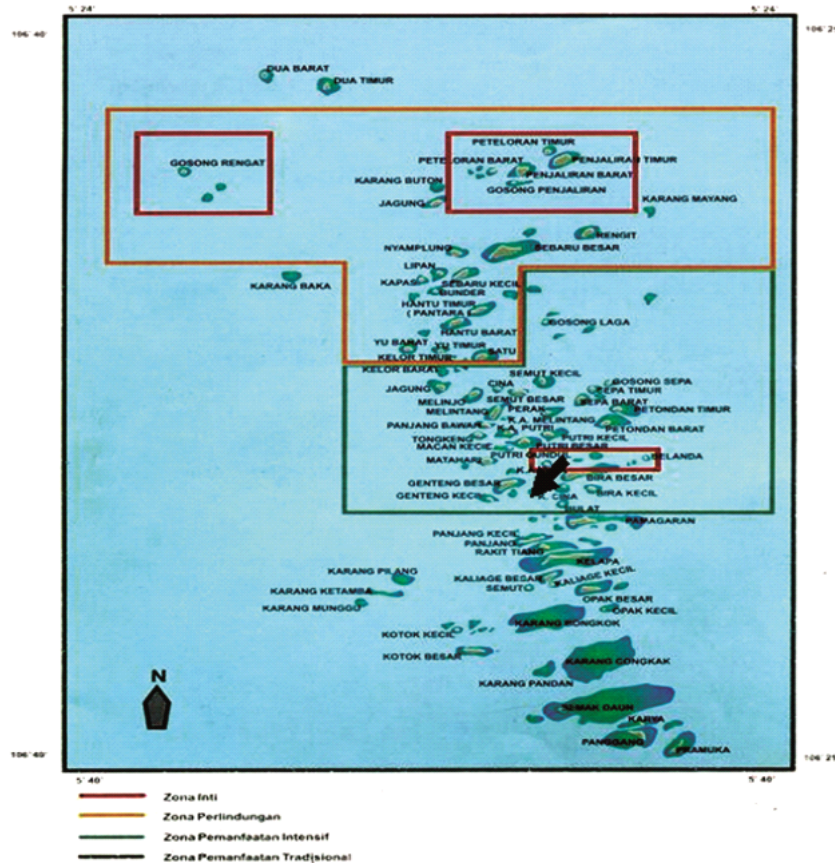 5° 24'
5° 24'
106° 40'
DUA BARAT
DUA TIMUR
PETELORAN TIMUR
GOSONG RENGAT
PETELORAN BARAT
PENJALIRAN TIMUR
PENJALIRAN BARAT
KARANG BUTON
GOSONG PENJALIRAN
JAGUNG
KARANG MAYANG
RENGIT
NYAMPLUNG
SEBARU BESAR
LIPAN
KARANG BAKA
KAPAS
SEBARU KECIL
BUNDER
HANTU TIMUR
( PANTARA )
GOSONG LAGA
HANTU BARAT
YU BARAT
YU TIMUR
SATU
KELOR TIMUR
KELOR BARAT
SEMUT KECIL
JAGUNG
CINA
GOSONG SEPA
SEPA TIMUR
MELINJO
SEMUT BESAR
SEPA BARAT
MELINTANG
PERAK
PETONDAN TIMUR
K.A. MELINTANG
PANJANG BAWAH
K.A. PUTRI
PETONDAN BARAT
TONGKENG
PUTRI KECIL
MACAN KECIL
PUTRI BESAR
MATAHARI
PUTRI GUNDUL
BELANDA
GENTENG BESAR
BIRA BESAR
GENTENG KECIL
K. CINA
BIRA KECIL
BULAT
PAMAGARAN
PANJANG KECIL
PANJANG
RAKIT TIANG
KELAPA
KARANG PILANG
KALIAGE BESAR
KALIAGE KECIL
KARANG KETAMBA
SEMUT
OPAK BESAR
KARANG MUNGGU
OPAK KECIL
KARANG BONGKOK
KOTOK KECIL
KOTOK BESAR
KARANG CONGKAK
KARANG PANDAN
N
SEMAK DAUN
KARYA
PANGGANG
PRAMUKA
106° 40'
5° 40'
5° 40'
Zona Inti
Zona Perlindungan
Zona Pemanfaatan Intensif
Zona Pemanfaatan Tradisional